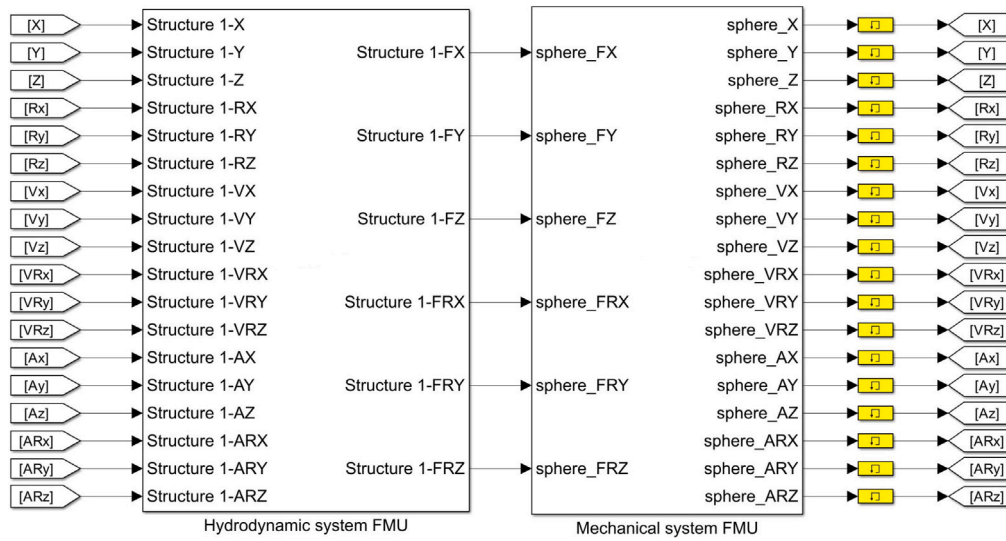 [X] Structure 1-X sphere_X [X]
[Y] Structure 1-Y Structure 1-FX sphere_FX sphere_Y [Y]
[Z] Structure 1-Z sphere_Z [Z]
[Rx] Structure 1-RX sphere_RX [Rx]
[Ry] Structure 1-RY Structure 1-FY sphere_FY sphere_RY [Ry]
[Rz] Structure 1-RZ sphere_RZ [Rz]
[Vx] Structure 1-VX sphere_VX [Vx]
[Vy] Structure 1-VY Structure 1-FZ sphere_FZ sphere_VY [Vy]
[Vz] Structure 1-VZ sphere_VZ [Vz]
[VRx] Structure 1-VRX sphere_VRX [VRx]
[VRy] Structure 1-VRY Structure 1-FRX sphere_FRX sphere_VRY [VRy]
[VRz] Structure 1-VRZ sphere_VRZ [VRz]
[Ax] Structure 1-AX sphere_AX [Ax]
[Ay] Structure 1-AY Structure 1-FRY sphere_FRY sphere_AY [Ay]
[Az] Structure 1-AZ sphere_AZ [Az]
[ARx] Structure 1-ARX sphere_ARX [ARx]
[ARy] Structure 1-ARY Structure 1-FRZ sphere_FRZ sphere_ARY [ARy]
[ARz] Structure 1-ARZ sphere_ARZ [ARz]
Hydrodynamic system FMU Mechanical system FMU